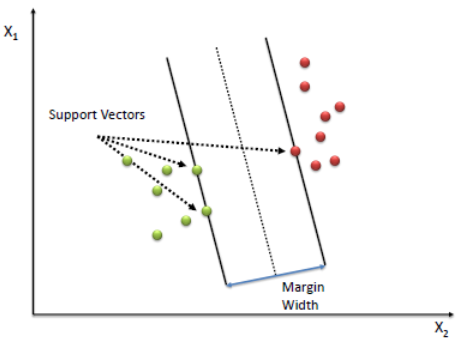 X1
Support Vectors
Margin
Width
X2